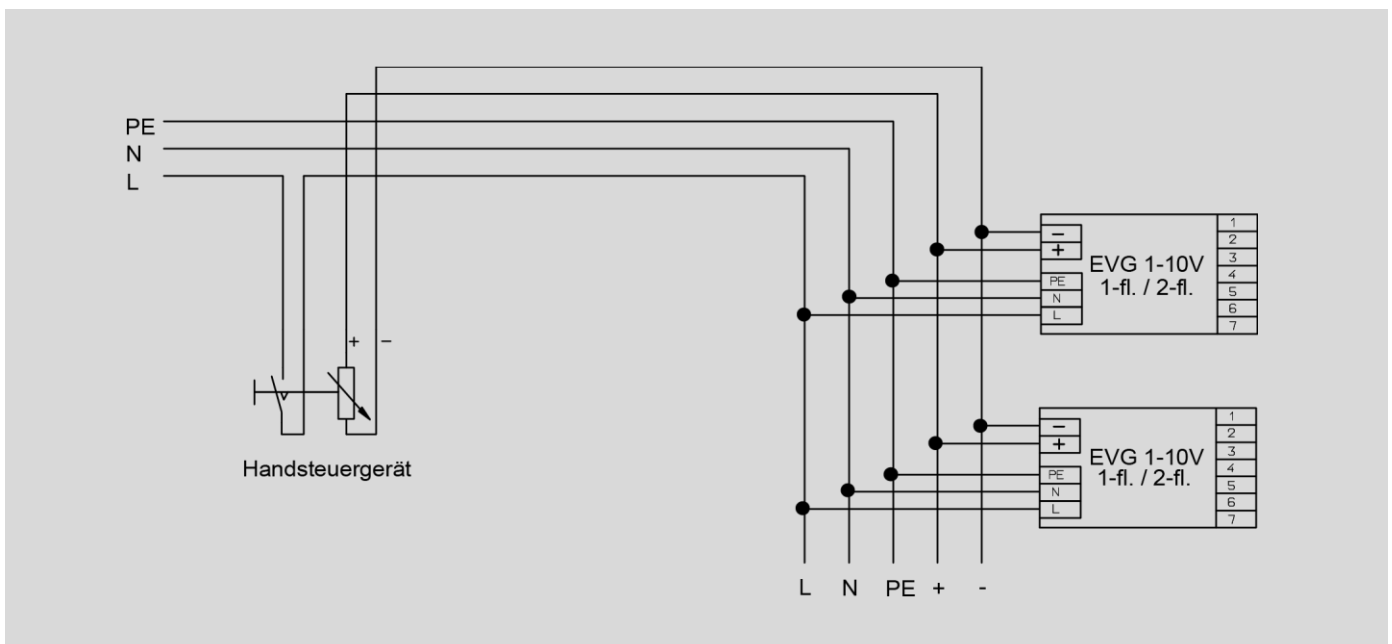 PE
N
L
+ −
Handsteuergerät
−
+
PE
N
L
EVG 1-10V
1-fl. / 2-fl.
1
2
3
4
5
6
7
−
+
PE
N
L
EVG 1-10V
1-fl. / 2-fl.
1
2
3
4
5
6
7
L N PE + -